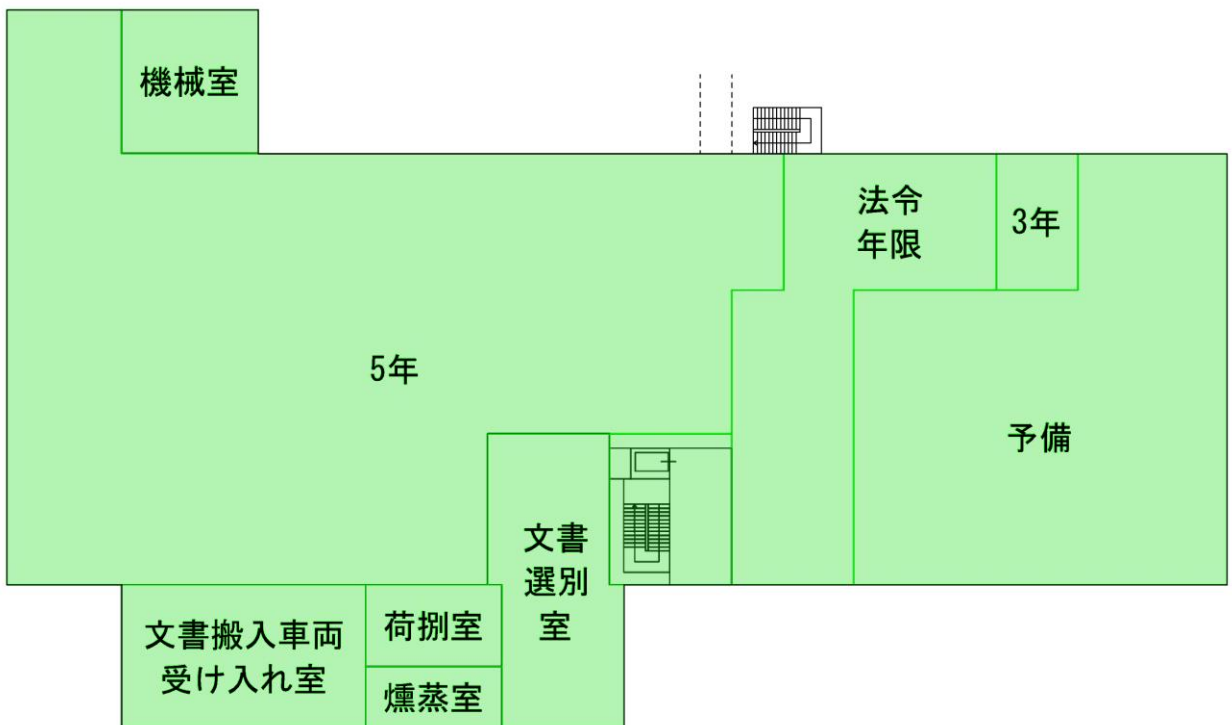 機械室
法令
年限
3年
5年
予備
文書
選別
室
文書搬入車両
受け入れ室
荷捌室
燻蒸室